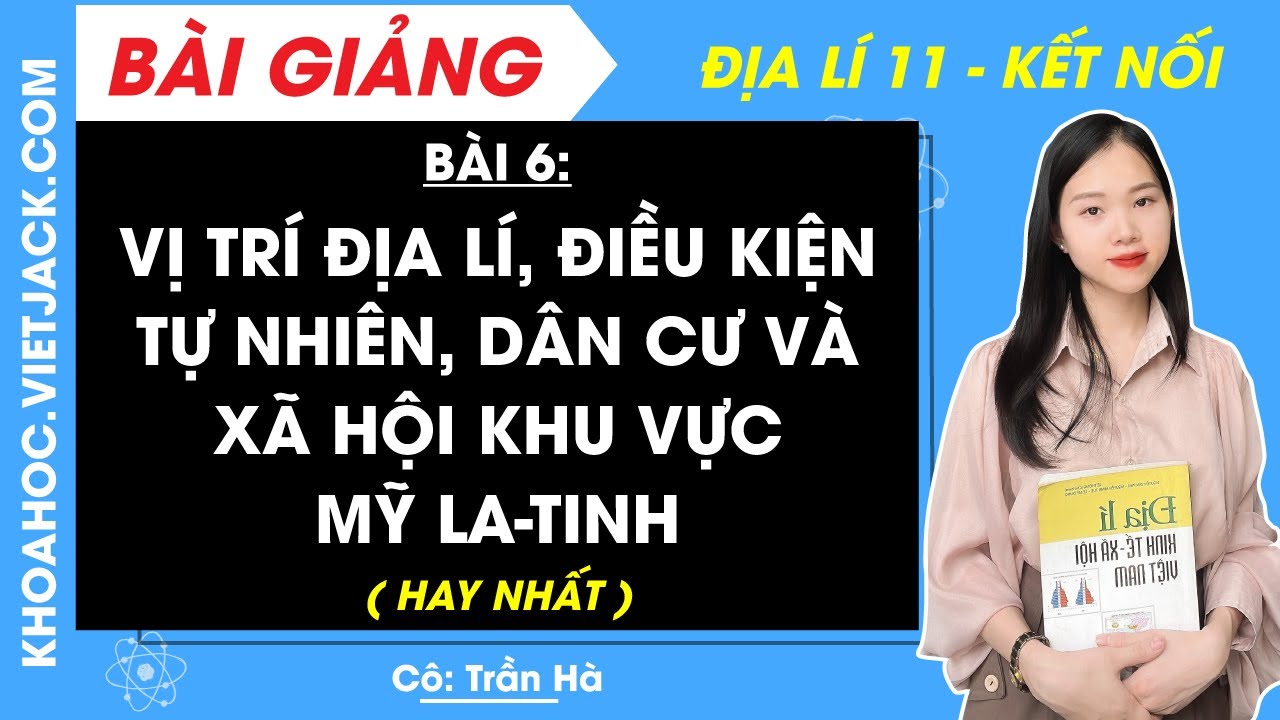 BÀI GIẢNG
ĐỊA LÍ 11 - KẾT NỐI
KHOAHOC.VIETJACK.COM
BÀI 6:
VỊ TRÍ ĐỊA LÍ, ĐIỀU KIỆN
TỰ NHIÊN, DÂN CƯ VÀ
XÃ HỘI KHU VỰC
MỸ LA-TINH
( HAY NHẤT )
Cô: Trần Hà
Địa lí
KINH TẾ - XÃ HỘI
VIỆT NAM